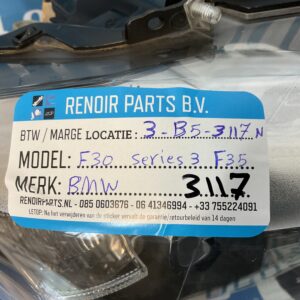 RENOIR PARTS B.V.
BTW / MARGE LOCATIE : 3-B5-3117 N
MODEL: F30 series 3 F35
MERK: BMW 3117
RENOIRPARTS.NL - 085 0603676 - 06 41346994 - +33 755224091
LET OP: Na het verwijderen van de sticker vervalt de garantie/retourbeleid van 14 dagen